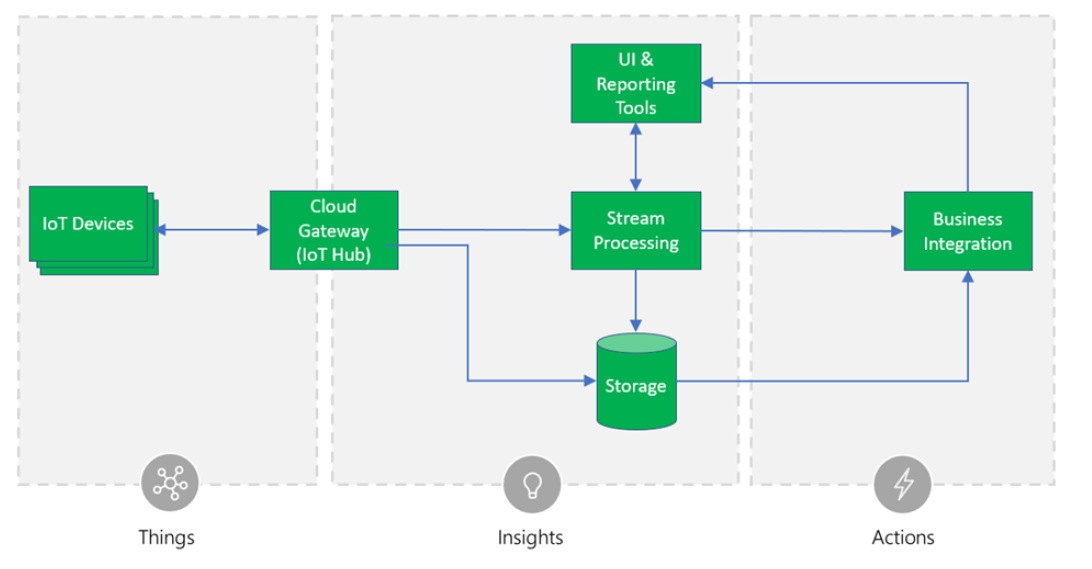 UI &
Reporting
Tools
IoT Devices
Cloud
Gateway
(IoT Hub)
Stream
Processing
Business
Integration
Storage
Things
Insights
Actions